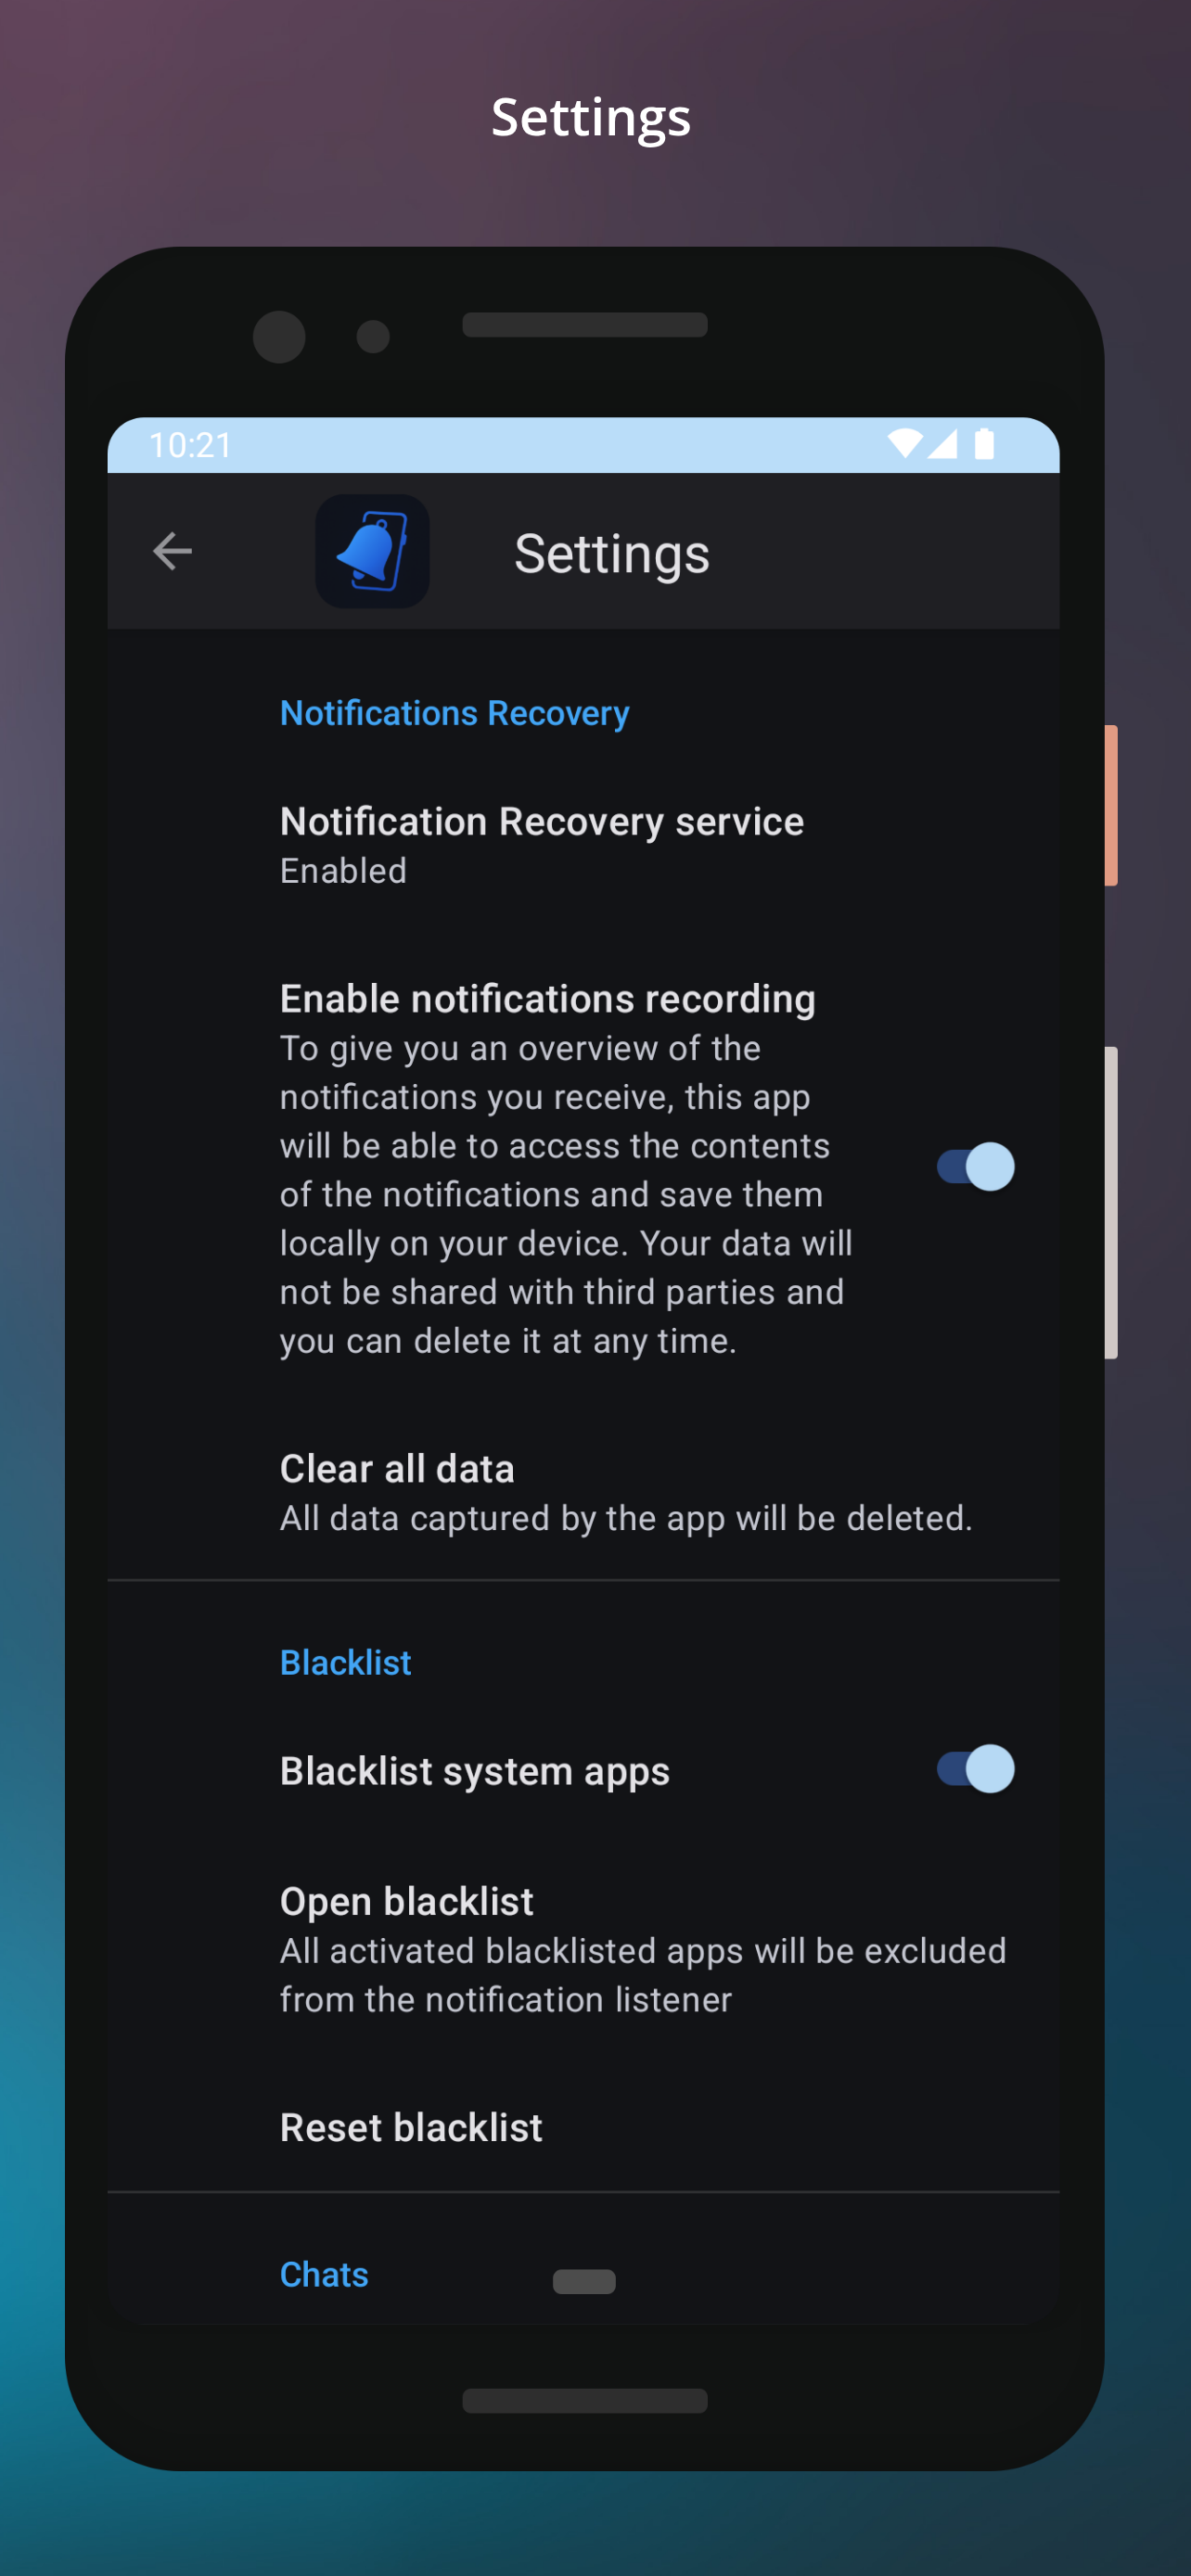 Settings
10:21
Settings
Notifications Recovery
Notification Recovery service
Enabled
Enable notifications recording
To give you an overview of the
notifications you receive, this app
will be able to access the contents
of the notifications and save them
locally on your device. Your data will
not be shared with third parties and
you can delete it at any time.
Clear all data
All data captured by the app will be deleted.
Blacklist
Blacklist system apps
Open blacklist
All activated blacklisted apps will be excluded
from the notification listener
Reset blacklist
Chats